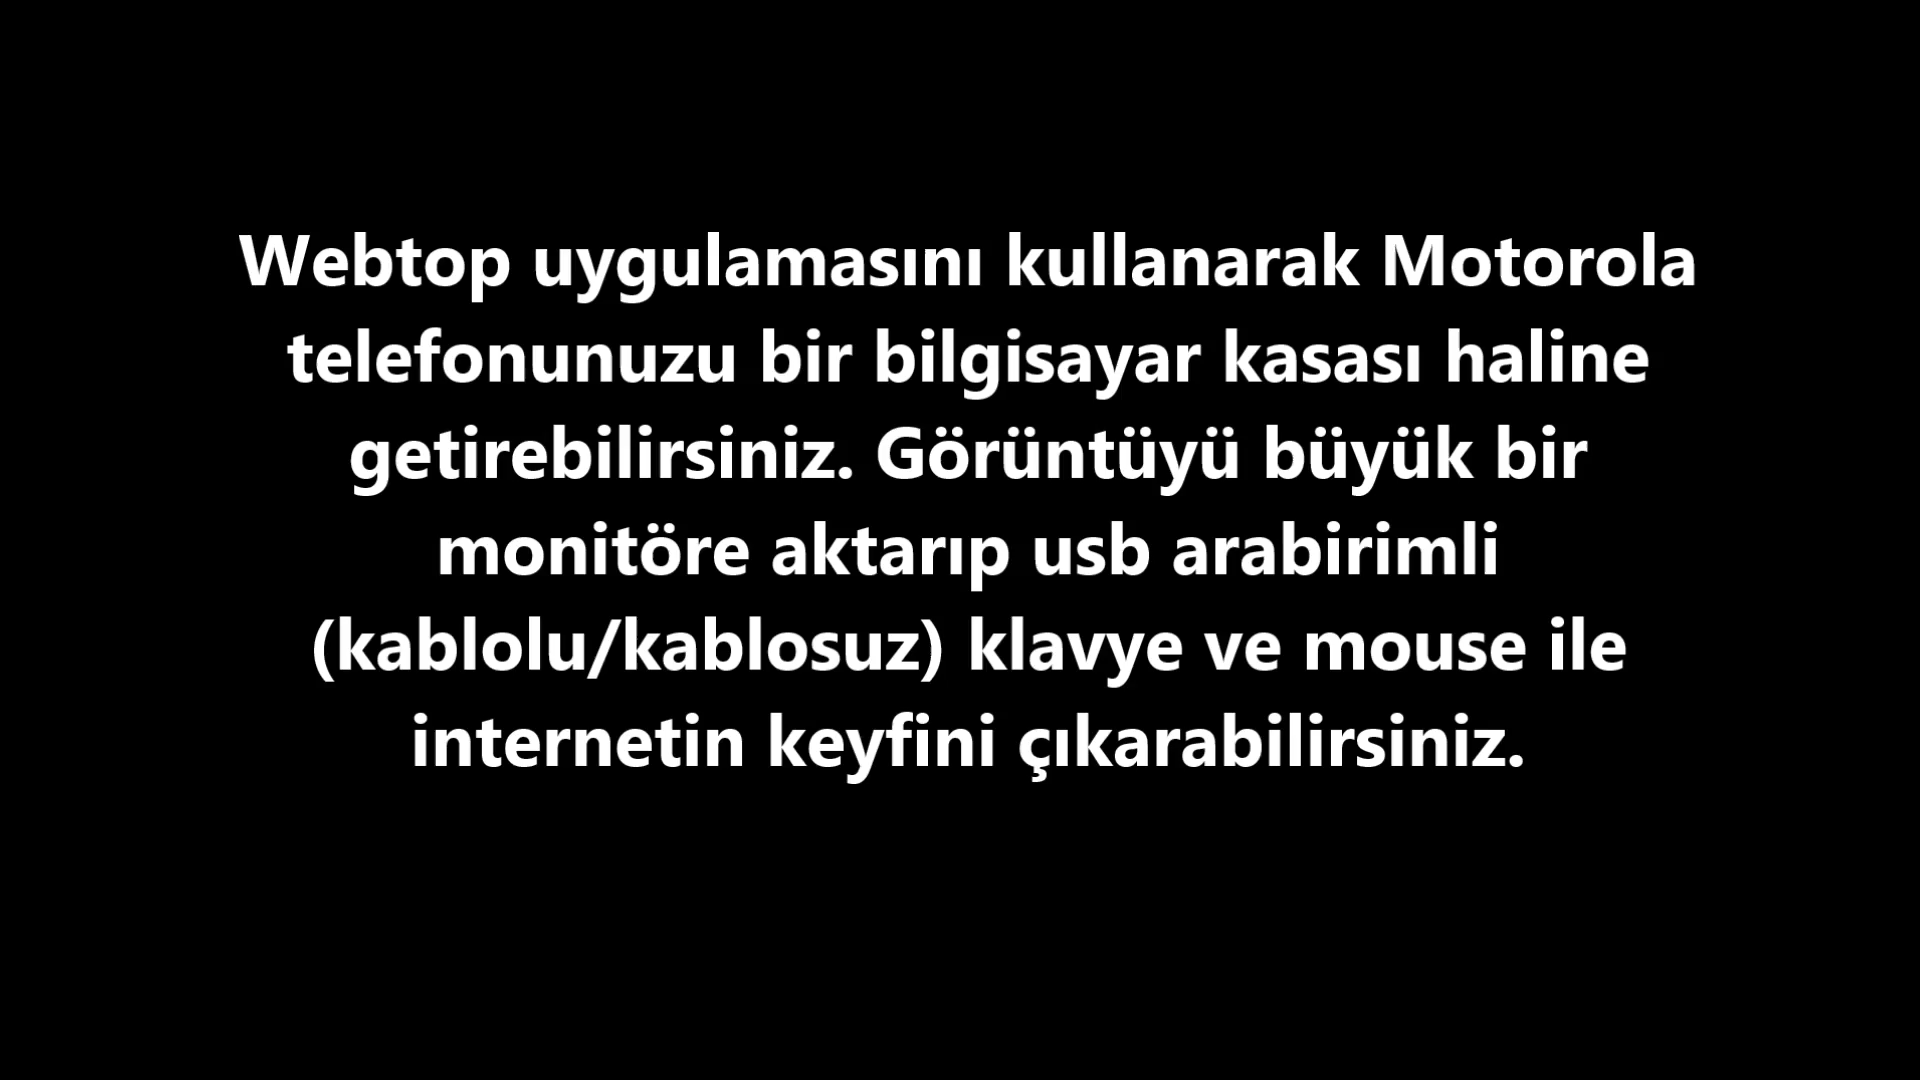 Webtop uygulamasını kullanarak Motorola
telefonunuzu bir bilgisayar kasası haline
getirebilirsiniz. Görüntüyü büyük bir
monitöre aktarıp usb arabirimli
(kablolu/kablosuz) klavye ve mouse ile
internetin keyfini çıkarabilirsiniz.